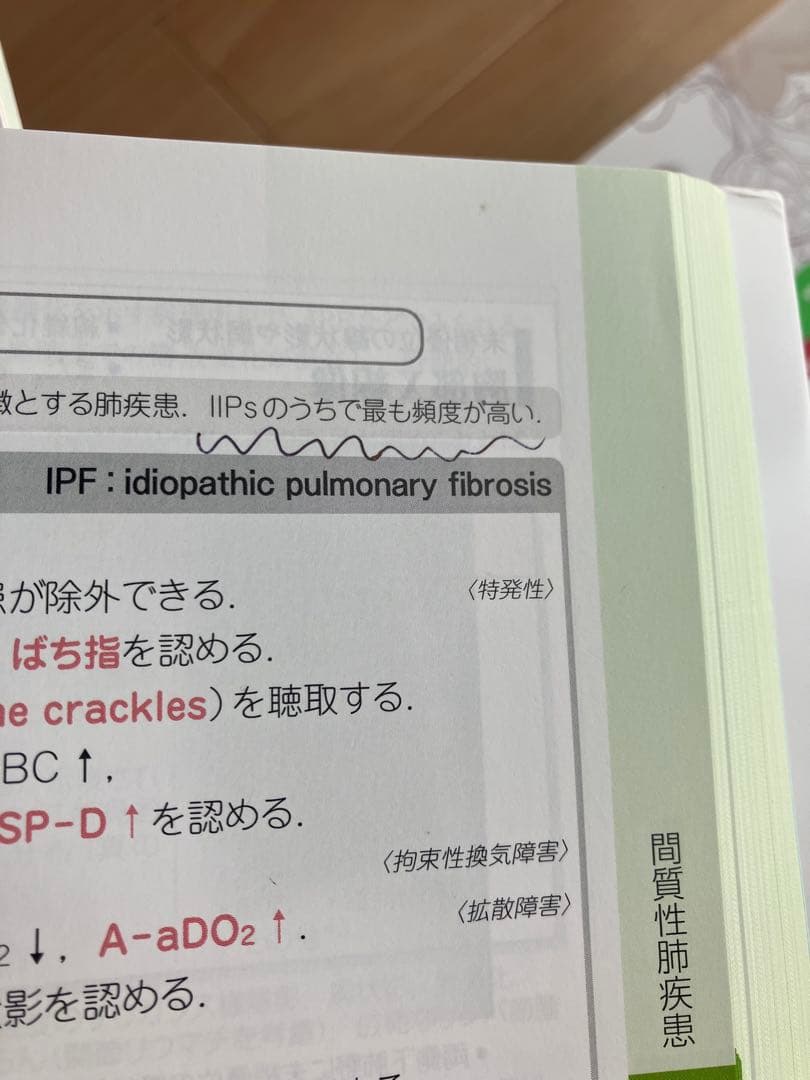 徴とする肺疾患．IIPsのうちで最も頻度が高い．
IPF：idiopathic pulmonary fibrosis
が除外できる．
〈特発性〉
ばち指を認める．
ne crackles）を聴取する．
BC↑，
SP-D↑を認める．
〈拘束性換気障害〉
〈拡散障害〉
₂↓，A-aDO₂↑．
影を認める．
間質性肺疾患